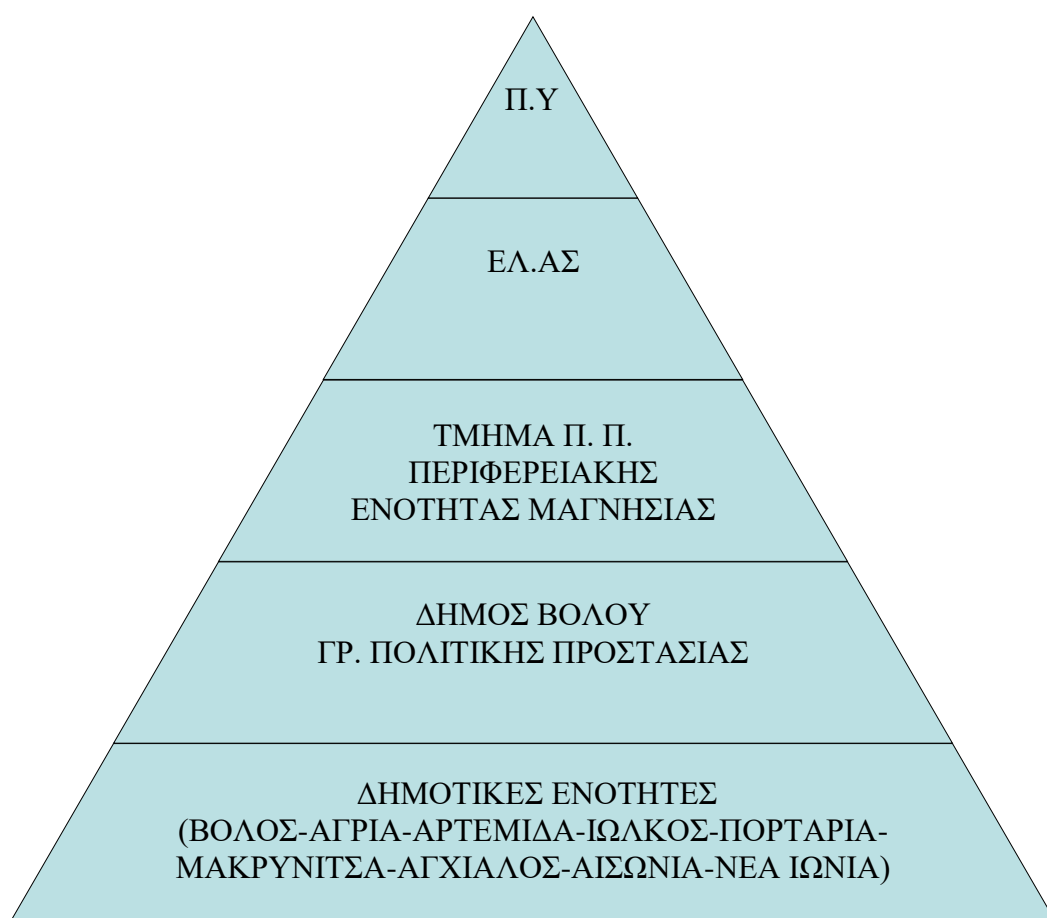 Π.Υ
ΕΛ.ΑΣ
ΤΜΗΜΑ Π. Π.
ΠΕΡΙΦΕΡΕΙΑΚΗΣ
ΕΝΟΤΗΤΑΣ ΜΑΓΝΗΣΙΑΣ
ΔΗΜΟΣ ΒΟΛΟΥ
ΓΡ. ΠΟΛΙΤΙΚΗΣ ΠΡΟΣΤΑΣΙΑΣ
ΔΗΜΟΤΙΚΕΣ ΕΝΟΤΗΤΕΣ
(ΒΟΛΟΣ-ΑΓΡΙΑ-ΑΡΤΕΜΙΔΑ-ΙΩΛΚΟΣ-ΠΟΡΤΑΡΙΑ-
ΜΑΚΡΥΝΙΤΣΑ-ΑΓΧΙΑΛΟΣ-ΑΙΣΩΝΙΑ-ΝΕΑ ΙΩΝΙΑ)